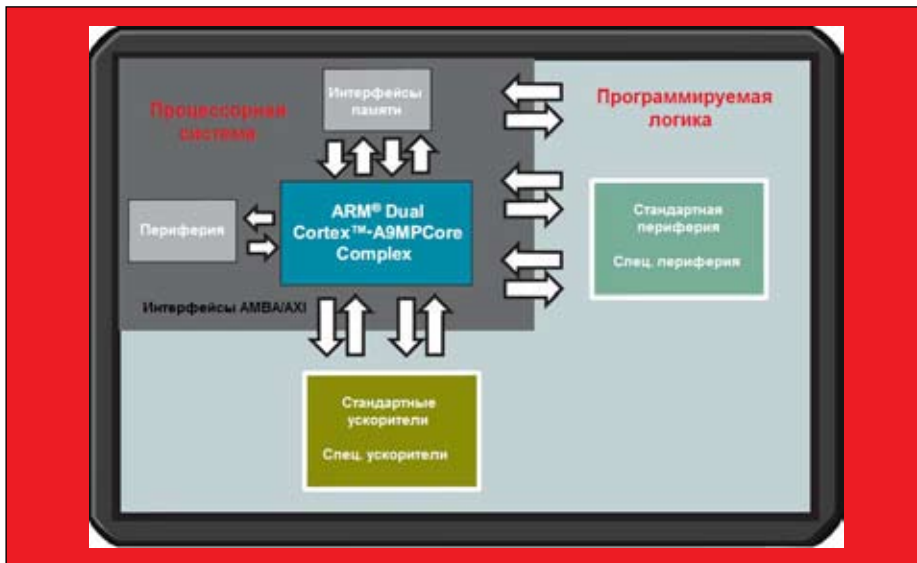 Процессорная
система
Интерфейсы
памяти
Программируемая
логика
Периферия
ARM® Dual
Cortex™-A9MPCore
Complex
Стандартная
периферия
Спец. периферия
Интерфейсы AMBA/AXI
Стандартные
ускорители
Спец. ускорители